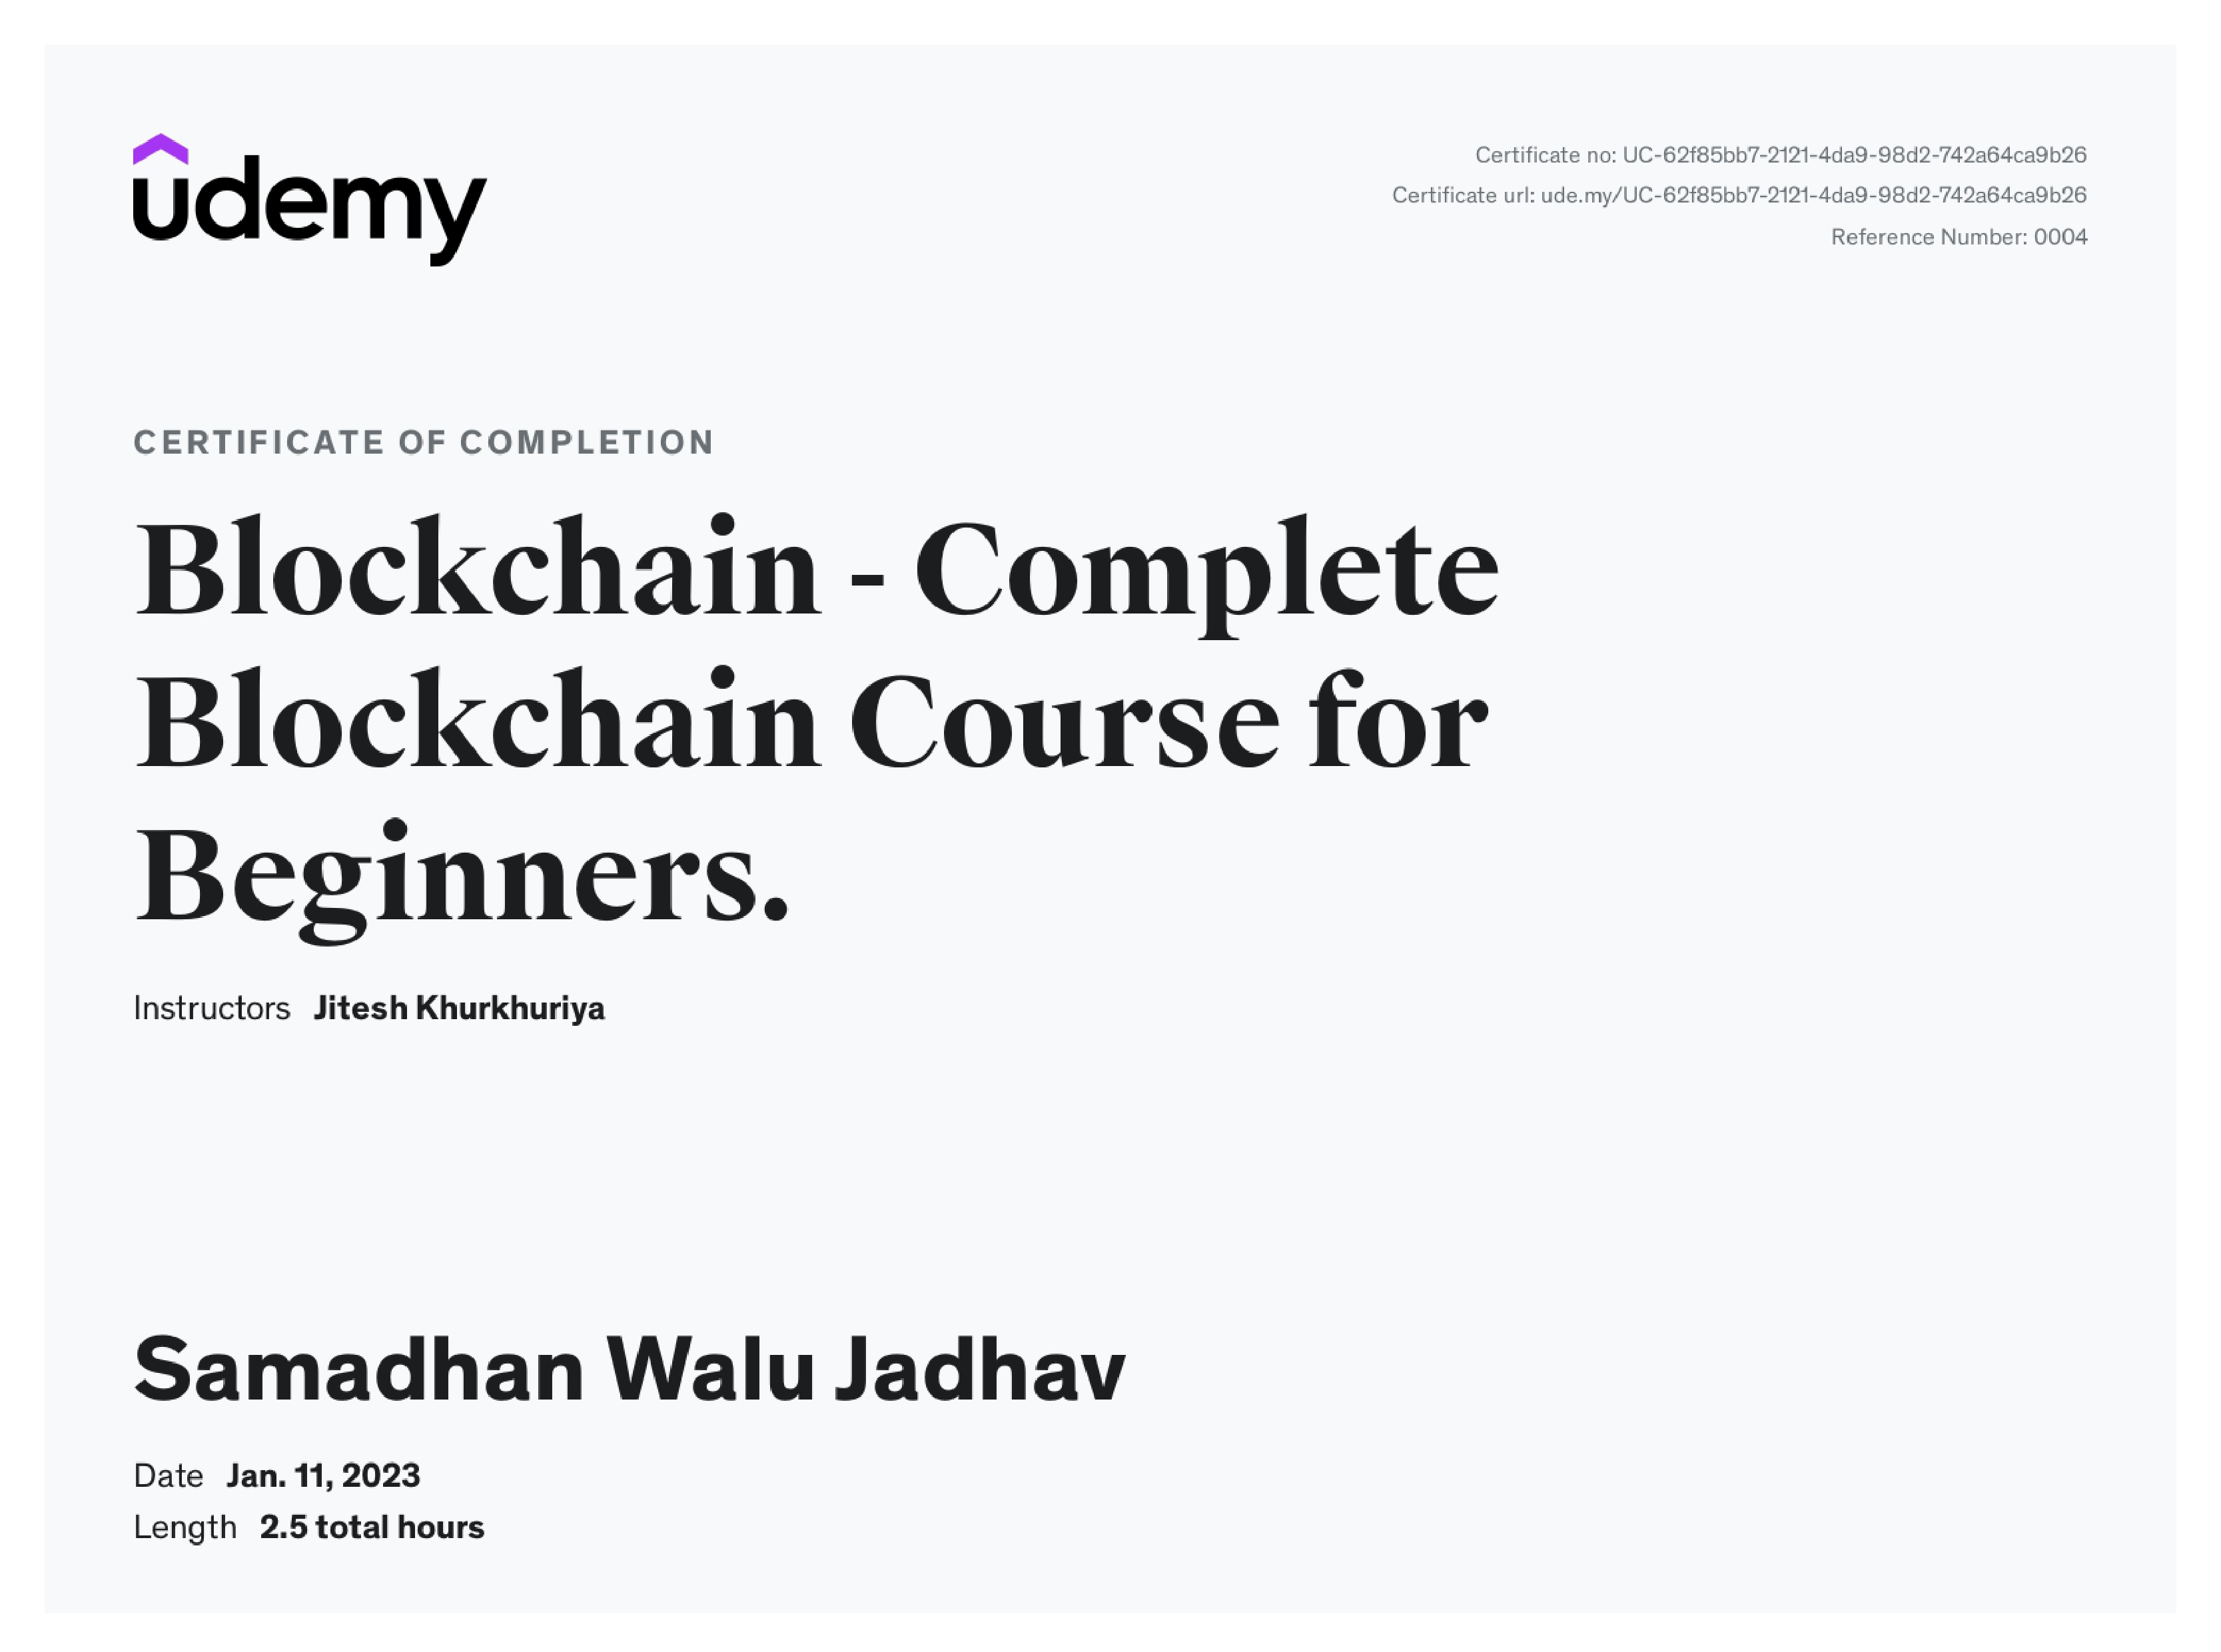 udemy
Certificate no: UC-62f85bb7-2121-4da9-98d2-742a64ca9b26
Certificate url: ude.my/UC-62f85bb7-2121-4da9-98d2-742a64ca9b26
Reference Number: 0004
CERTIFICATE OF COMPLETION
Blockchain - Complete
Blockchain Course for
Beginners.
Instructors Jitesh Khurkhuriya
Samadhan Walu Jadhav
Date Jan. 11, 2023
Length 2.5 total hours